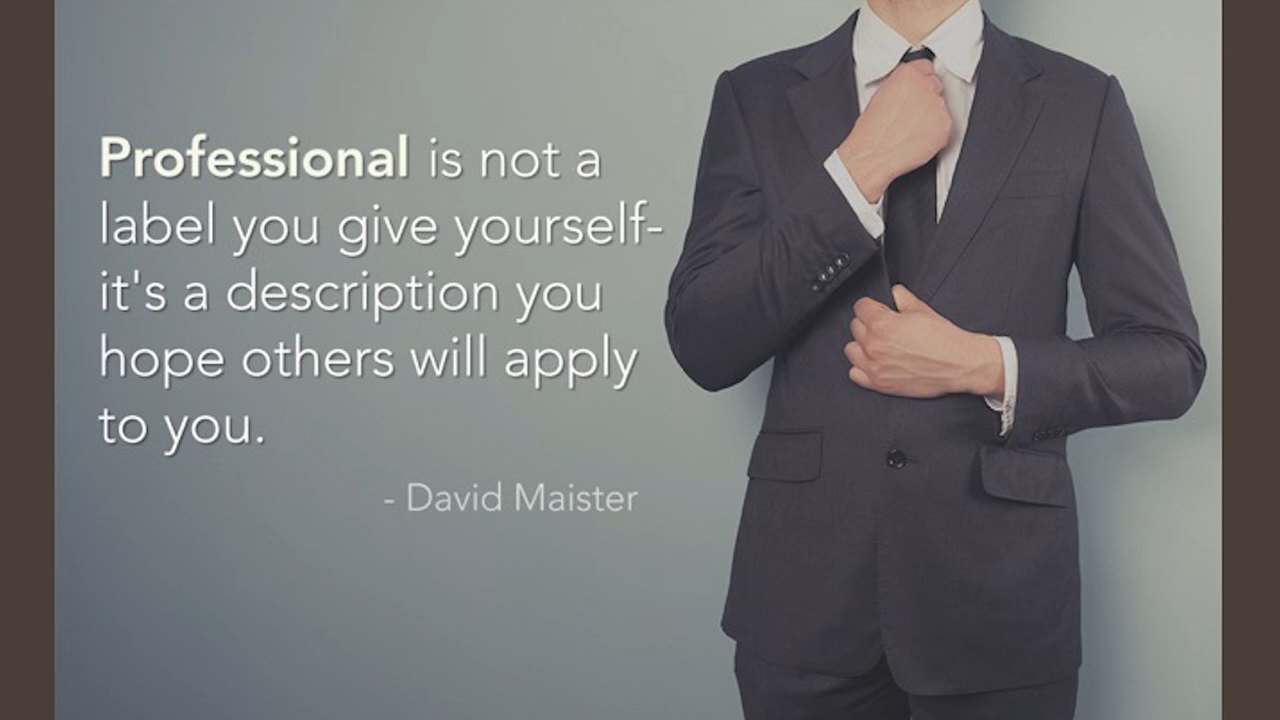 Professional is not a
label you give yourself-
it's a description you
hope others will apply
to you.
- David Maister